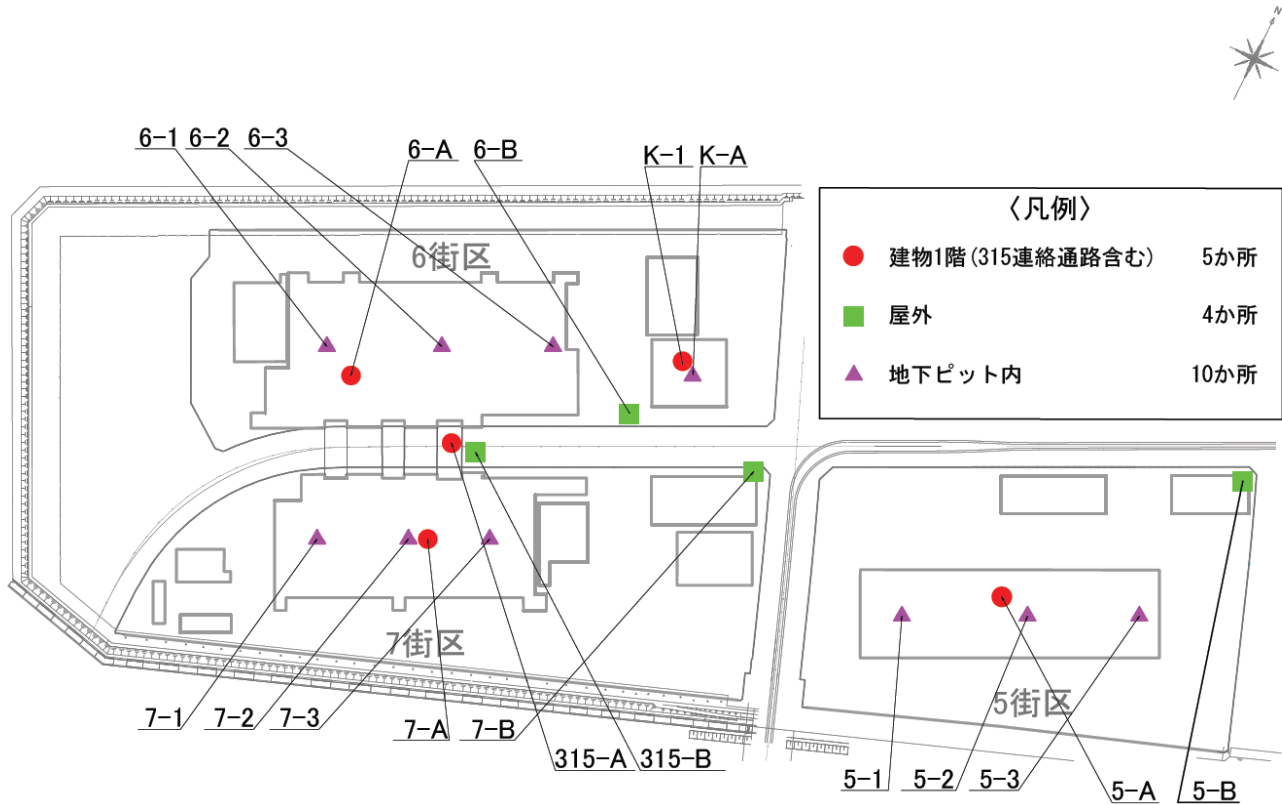 N
6-1 6-2 6-3
6-A 6-B
K-1 K-A
〈凡例〉
建物1階(315連絡通路含む) 5か所
屋外 4か所
地下ピット内 10か所
6街区
7街区
5街区
7-1 7-2 7-3
7-A 7-B
315-A 315-B
5-1 5-2 5-3
5-A 5-B